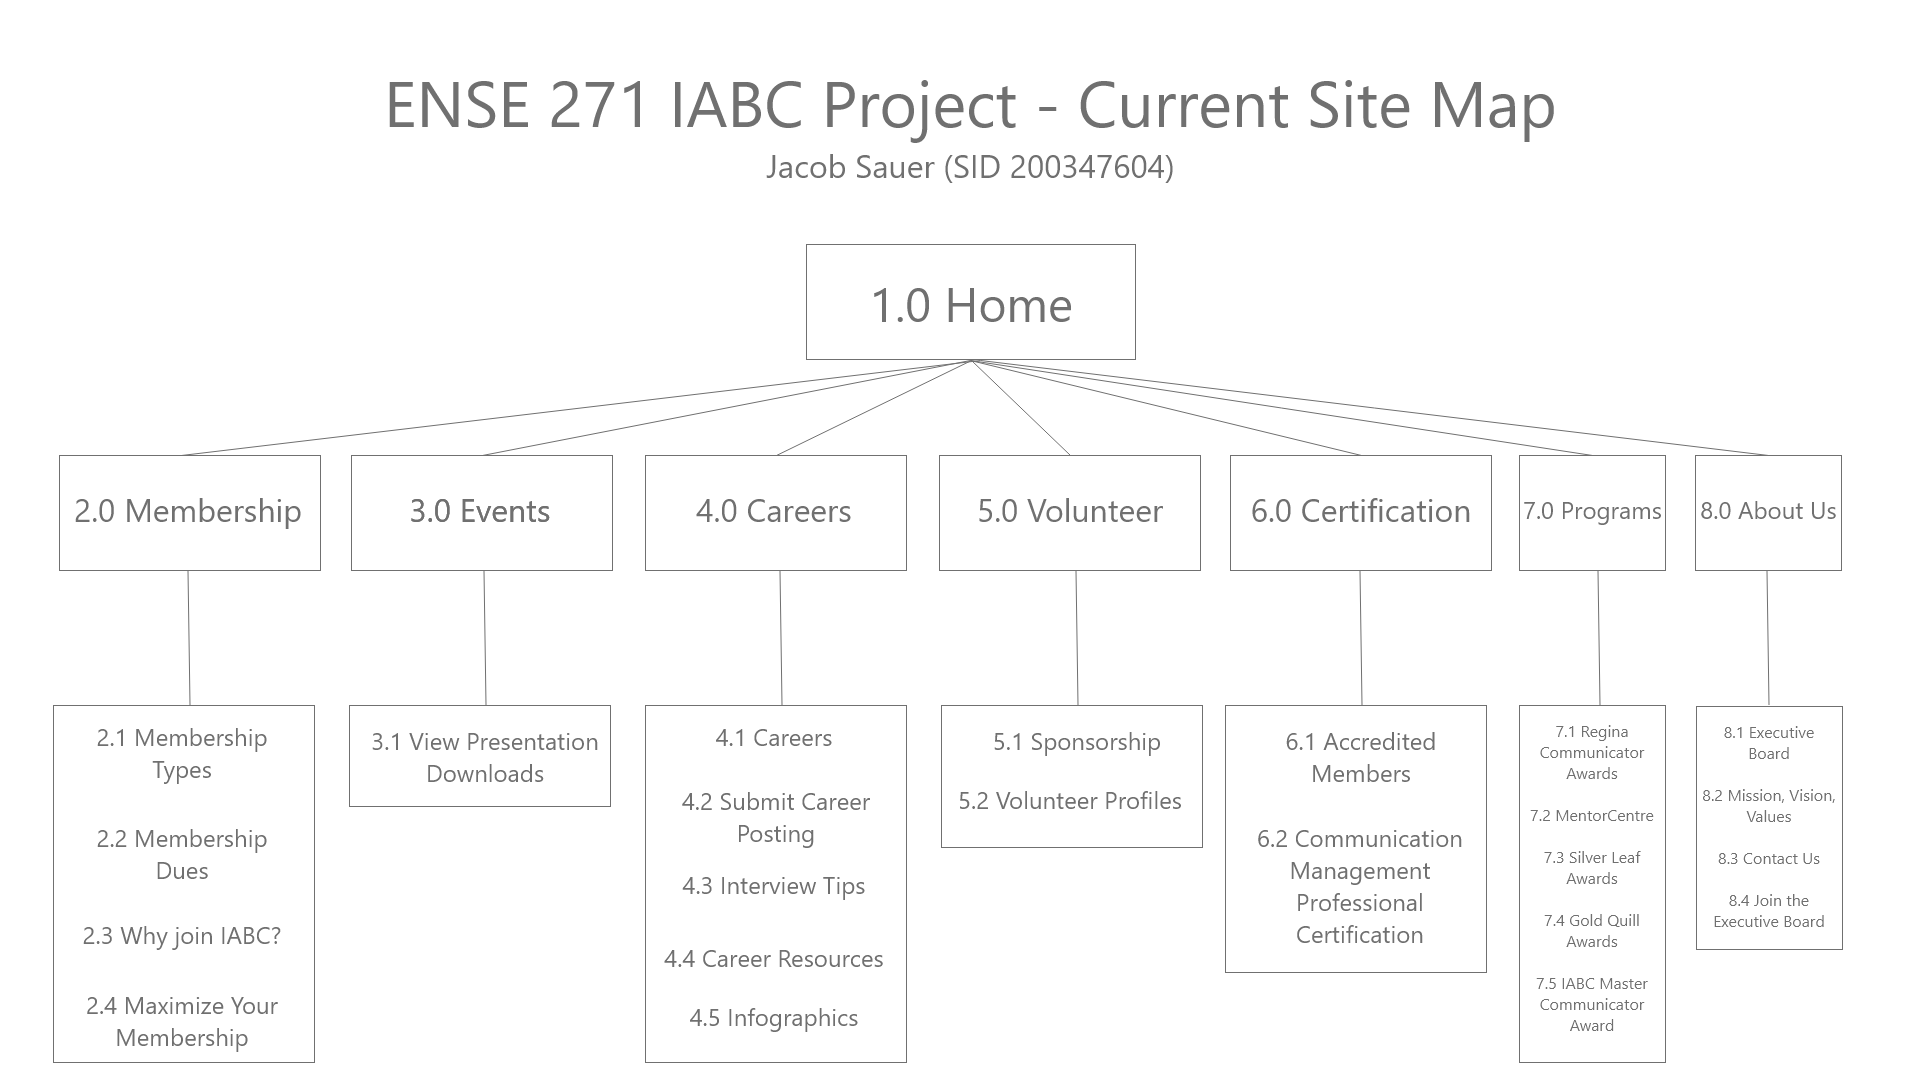 ENSE 271 IABC Project - Current Site Map
Jacob Sauer (SID 200347604)
1.0 Home
2.0 Membership
3.0 Events
4.0 Careers
5.0 Volunteer
6.0 Certification
7.0 Programs
8.0 About Us
2.1 Membership
Types
2.2 Membership
Dues
2.3 Why join IABC?
2.4 Maximize Your
Membership
3.1 View Presentation
Downloads
4.1 Careers
4.2 Submit Career
Posting
4.3 Interview Tips
4.4 Career Resources
4.5 Infographics
5.1 Sponsorship
5.2 Volunteer Profiles
6.1 Accredited
Members
6.2 Communication
Management
Professional
Certification
7.1 Regina
Communicator
Awards
7.2 MentorCentre
7.3 Silver Leaf
Awards
7.4 Gold Quill
Awards
7.5 IABC Master
Communicator
Award
8.1 Executive
Board
8.2 Mission, Vision,
Values
8.3 Contact Us
8.4 Join the
Executive Board